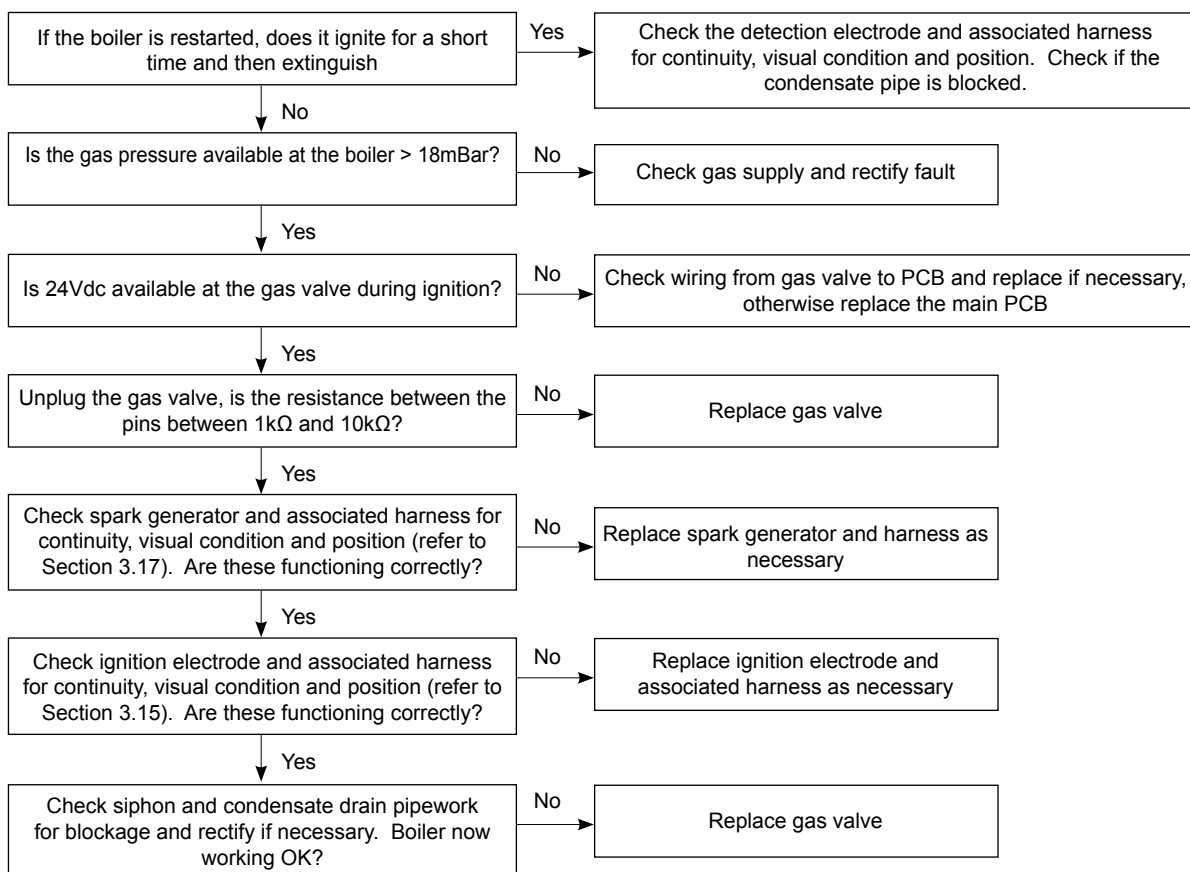 If the boiler is restarted, does it ignite for a short
time and then extinguish
Yes
Check the detection electrode and associated harness
for continuity, visual condition and position.  Check if the
condensate pipe is blocked.
No
Is the gas pressure available at the boiler > 18mBar?
No
Check gas supply and rectify fault
Yes
Is 24Vdc available at the gas valve during ignition?
No
Check wiring from gas valve to PCB and replace if necessary,
otherwise replace the main PCB
Yes
Unplug the gas valve, is the resistance between the
pins between 1kΩ and 10kΩ?
No
Replace gas valve
Yes
Check spark generator and associated harness for
continuity, visual condition and position (refer to
Section 3.17).  Are these functioning correctly?
No
Replace spark generator and harness as
necessary
Yes
Check ignition electrode and associated harness
for continuity, visual condition and position (refer to
Section 3.15).  Are these functioning correctly?
No
Replace ignition electrode and
associated harness as necessary
Yes
Check siphon and condensate drain pipework
for blockage and rectify if necessary.  Boiler now
working OK?
No
Replace gas valve